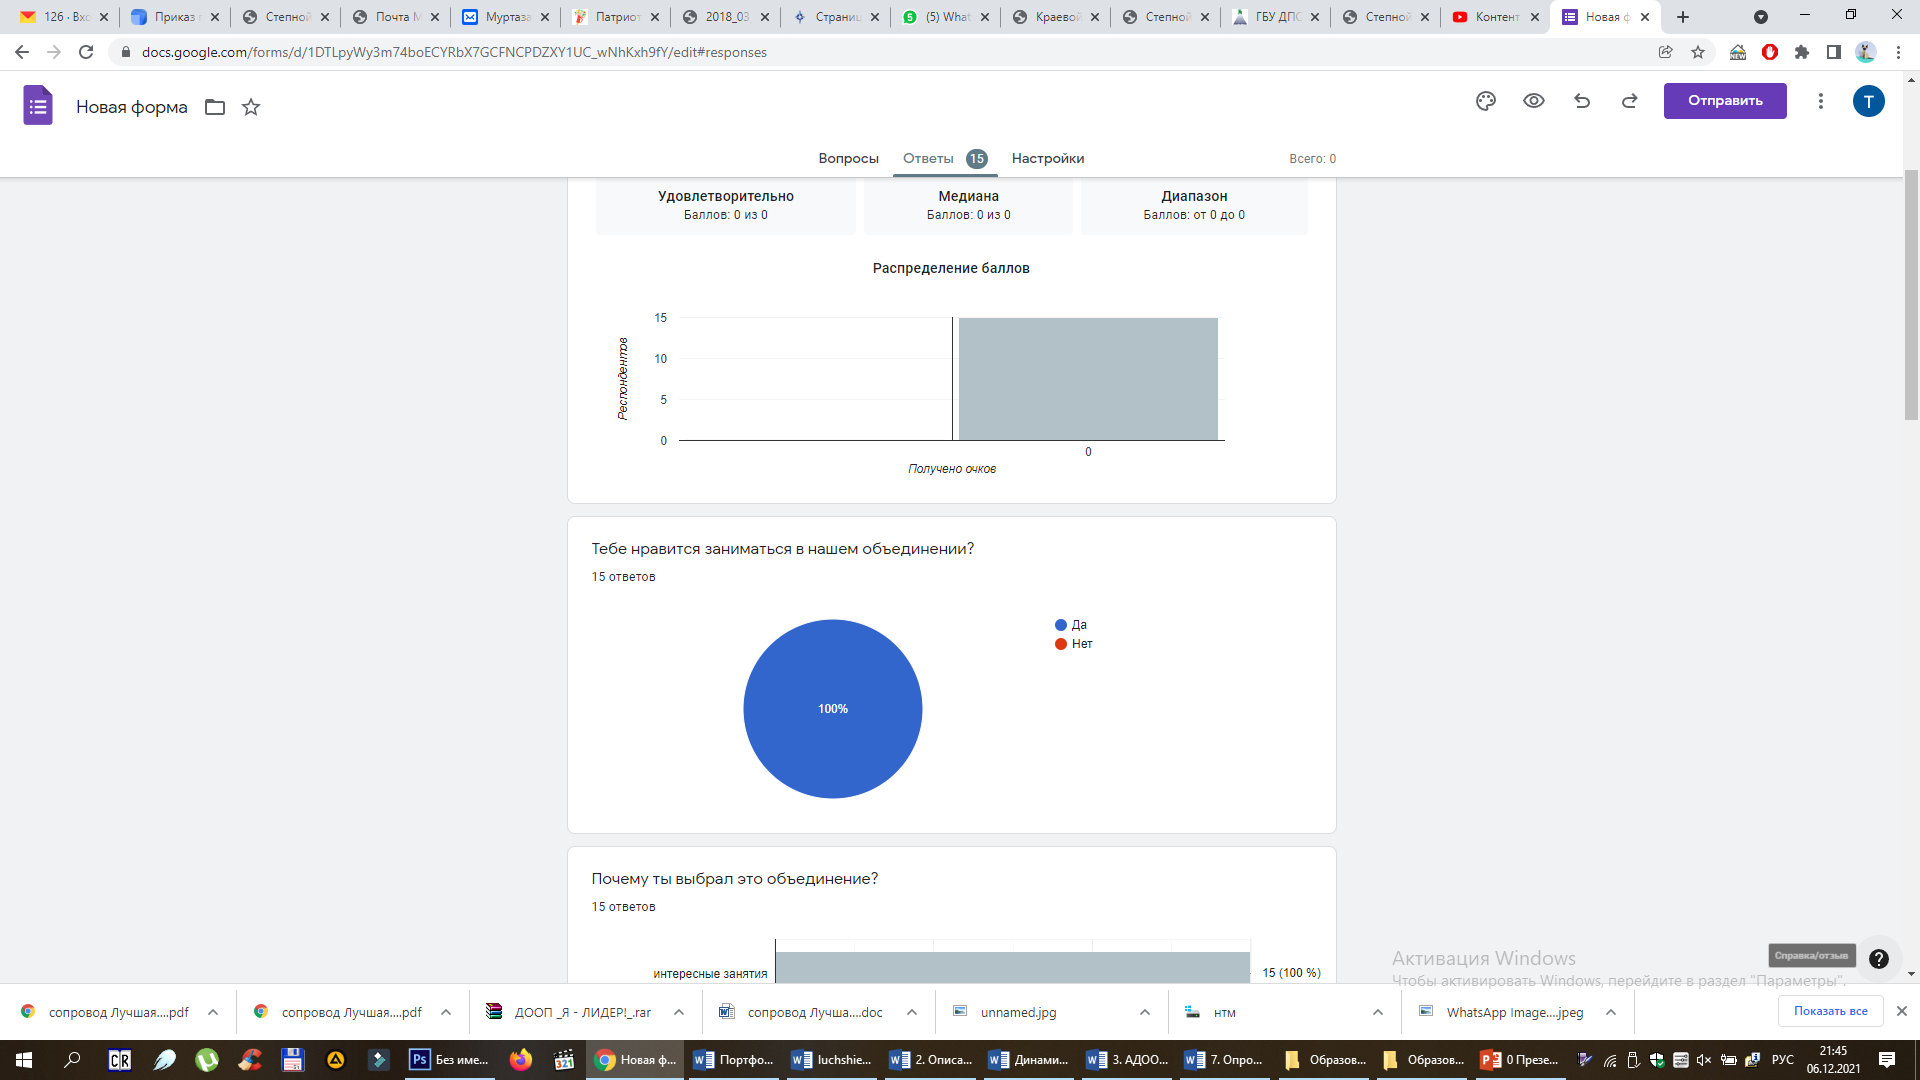 126 - Вхо
Приказ
Степной
Почта М
Муртаза
Патриот
2018_03
Страниц
(5) What
Краевой
Степной
ГБУ ДПС
Степной
Контент
Новая ф
docs.google.com/forms/d/1DTLpyWy3m74boECYRbX7GCFNCPDZXY1UC_wNhKxh9fY/edit#responses
Новая форма
Отправить
T
Вопросы
Ответы 15
Настройки
Всего: 0
Удовлетворительно
Баллов: 0 из 0
Медиана
Баллов: 0 из 0
Диапазон
Баллов: от 0 до 0
Распределение баллов
Респондентов
15
10
5
0
0
Получено очков
Тебе нравится заниматься в нашем объединении?
15 ответов
Да
Нет
100%
Почему ты выбрал это объединение?
15 ответов
интересные занятия
15 (100 %)
Активация Windows
Чтобы активировать Windows, перейдите в раздел "Параметры".
Справка/отзыв
сопровод Лучшая....pdf
сопровод Лучшая....pdf
ДООП _Я - ЛИДЕР!_.rar
сопровод Лучша....doc
unnamed.jpg
нтм
WhatsApp Image....jpeg
Показать все
Без име...
Новая ф...
Портфо...
luchshie...
2. Описа...
Динами...
3. АДОО...
7. Опро...
Образов...
Образов...
0 Презе...
РУС
21:45
06.12.2021